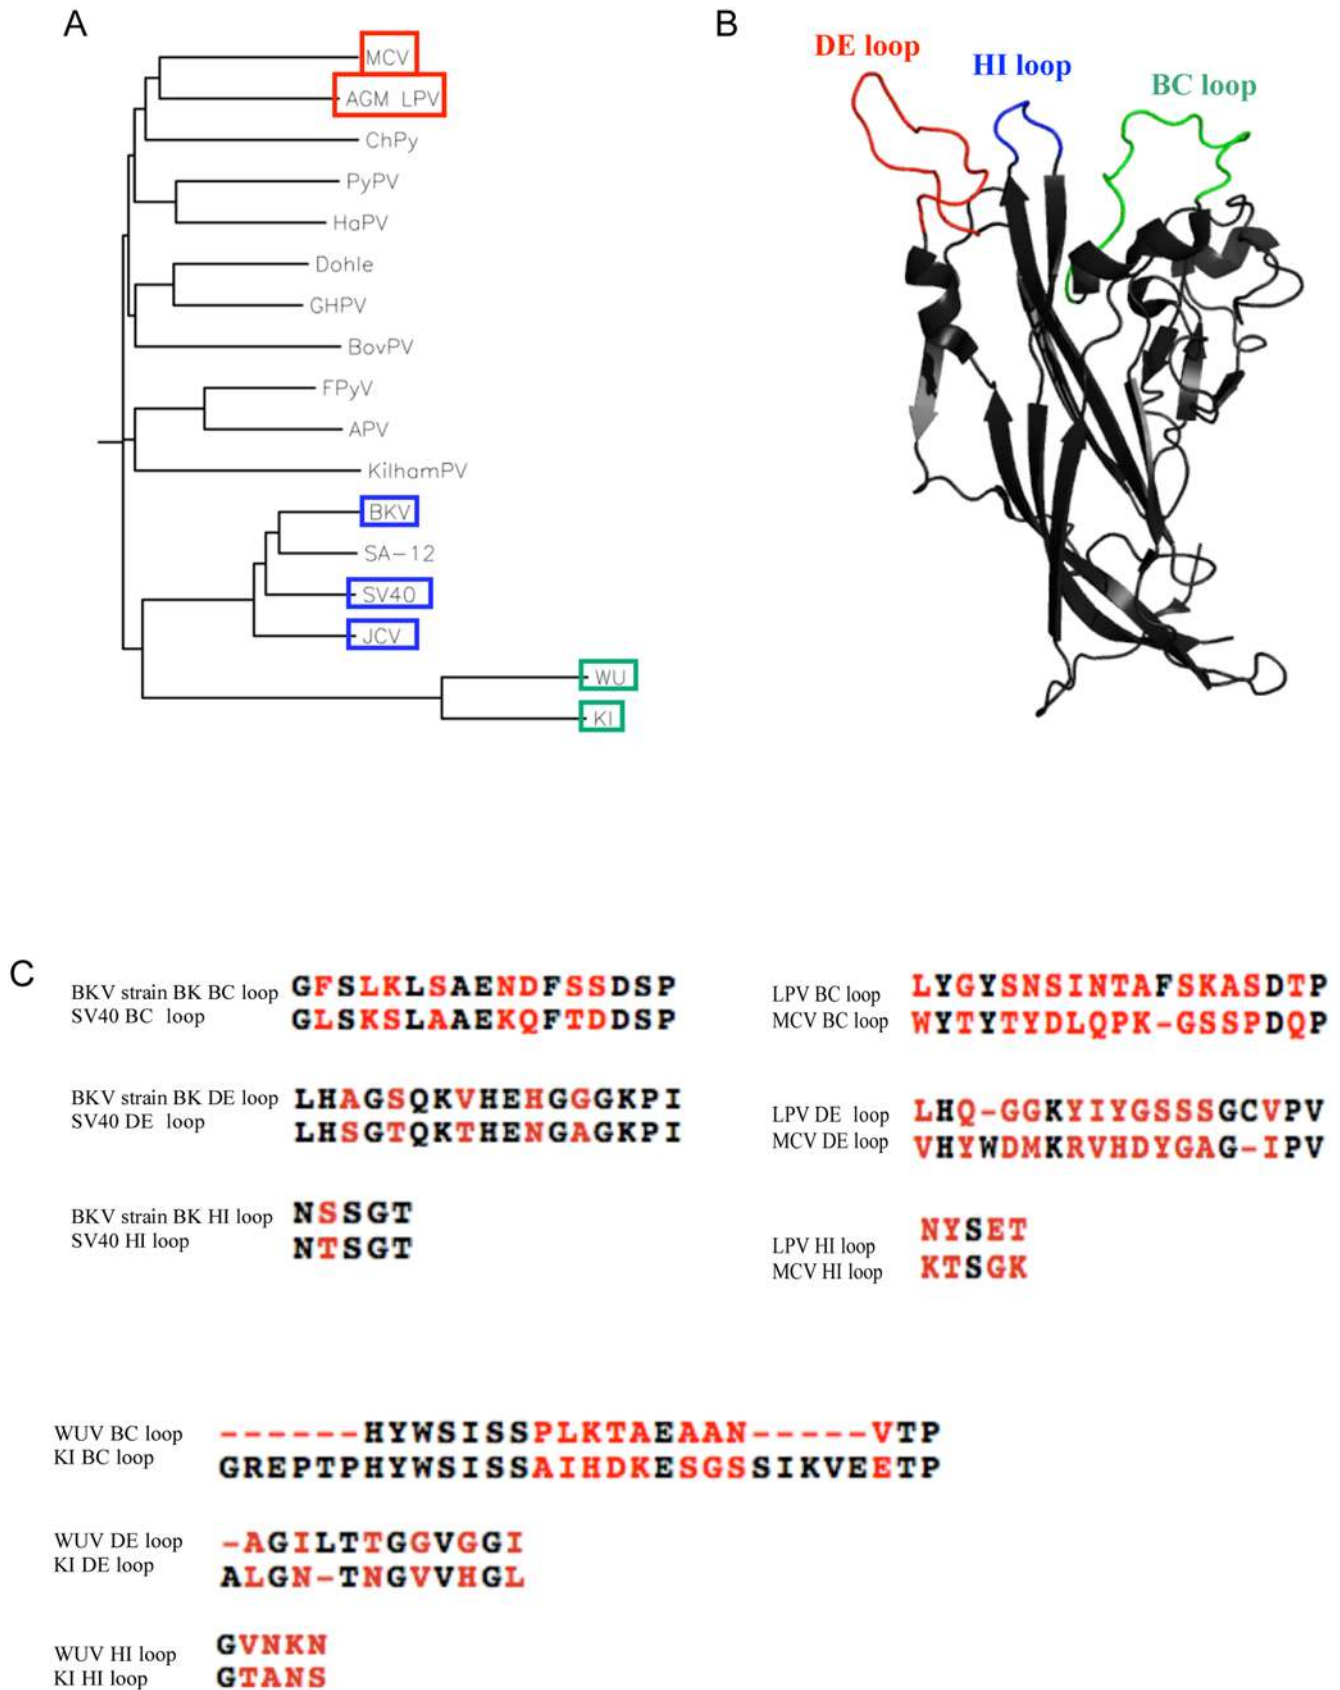 A
MCV
AGM LPV
ChPy
PyPV
HaPV
Dohle
GHPV
BovPV
FPyV
APV
KilhamPV
BKV
SA-12
SV40
JCV
WU
KI
B
DE loop
HI loop
BC loop
C
BKV strain BK BC loop GFSLKLSAENDFSSDSP
SV40 BC loop GLSKSLAAEKQFTDDSP
BKV strain BK DE loop LHAGSQKVHEHGGGKPI
SV40 DE loop LHSGTQKTHENGAGKPI
BKV strain BK HI loop NSSGT
SV40 HI loop NTSGT
LPV BC loop LYGYSNSINTAFSKASDTP
MCV BC loop WYTYTYDLQPK-GSSPDQP
LPV DE loop LHQ-GGKYIYGSSSGCVPV
MCV DE loop VHYWDMKRVHDYGAG-IPV
LPV HI loop NYSET
MCV HI loop KTSGK
WUV BC loop ------HYWSISSPLKTAEAAN-----VTP
KI BC loop GREPTPHYWSISSAIHDKESGSSIKVEETP
WUV DE loop -AGILTTGGVGGI
KI DE loop ALGN-TNGVVHGL
WUV HI loop GVNKN
KI HI loop GTANS